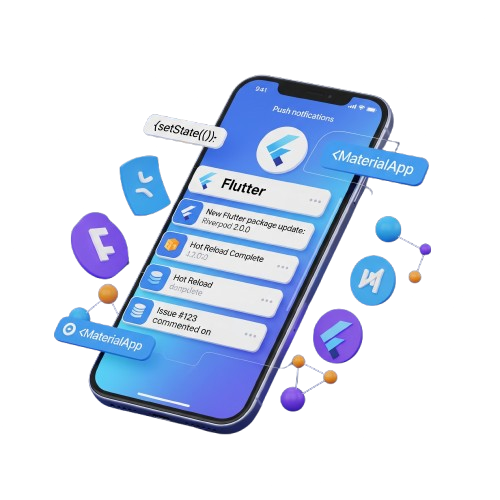 9:41
Push notfications
{setState(());-
<MaterialApp
Flutter
New Flutter package update:
Riverpod 2.0.0
Hot Reload Complete
Hot Reload
Issue #123
commented on
<MaterialApp